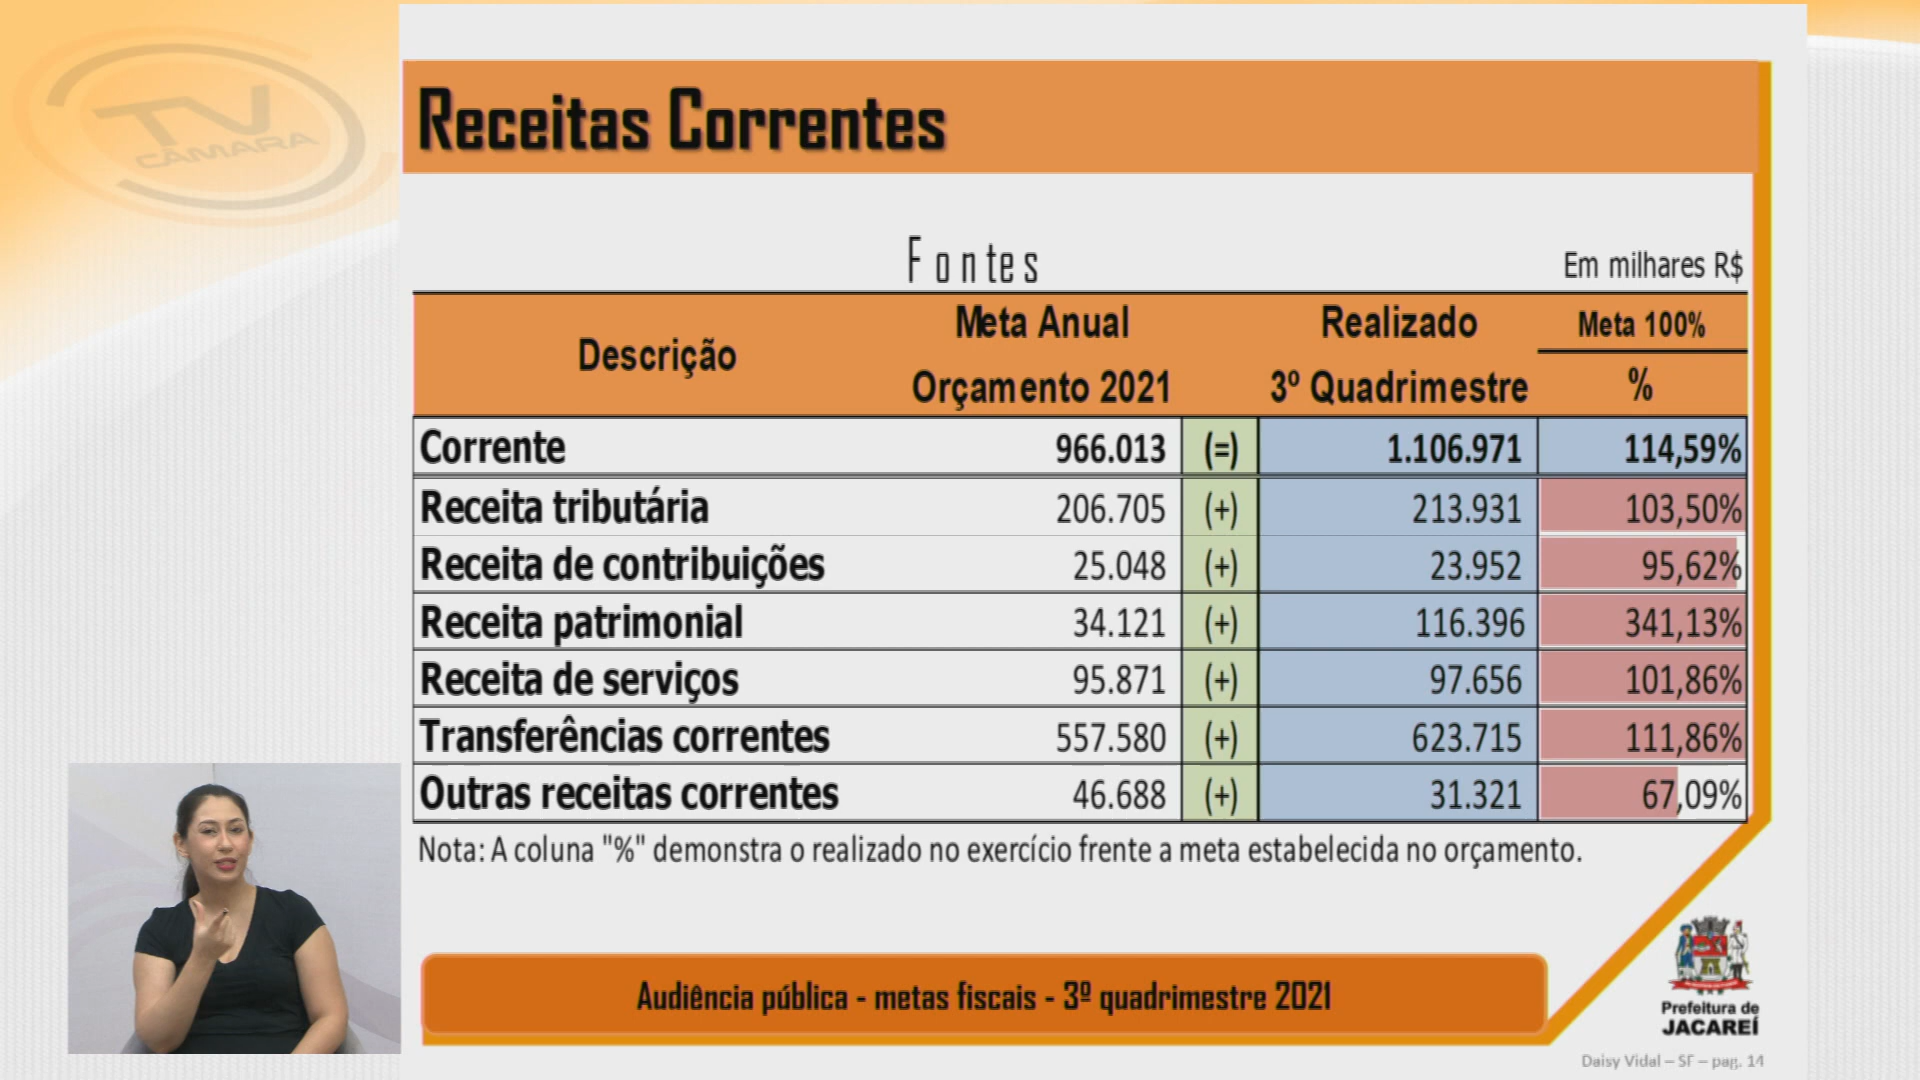 TV
CÂMARA
Receitas Correntes
Fontes
Em milhares R$
Descrição
Meta Anual
Orçamento 2021
Realizado
3º Quadrimestre
Meta 100%
%
Corrente 966.013 (=) 1.106.971 114,59%
Receita tributária 206.705 (+) 213.931 103,50%
Receita de contribuições 25.048 (+) 23.952 95,62%
Receita patrimonial 34.121 (+) 116.396 341,13%
Receita de serviços 95.871 (+) 97.656 101,86%
Transferências correntes 557.580 (+) 623.715 111,86%
Outras receitas correntes 46.688 (+) 31.321 67,09%
Nota: A coluna "%" demonstra o realizado no exercício frente a meta estabelecida no orçamento.
Audiência pública - metas fiscais - 3º quadrimestre 2021
Prefeitura de
JACAREÍ
Daisy Vidal – SF – pag. 14